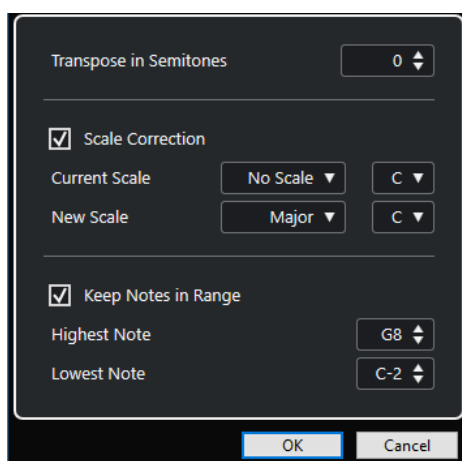 Transpose in Semitones 0
Scale Correction
Current Scale No Scale C
New Scale Major C
Keep Notes in Range
Highest Note G8
Lowest Note C-2
OK Cancel